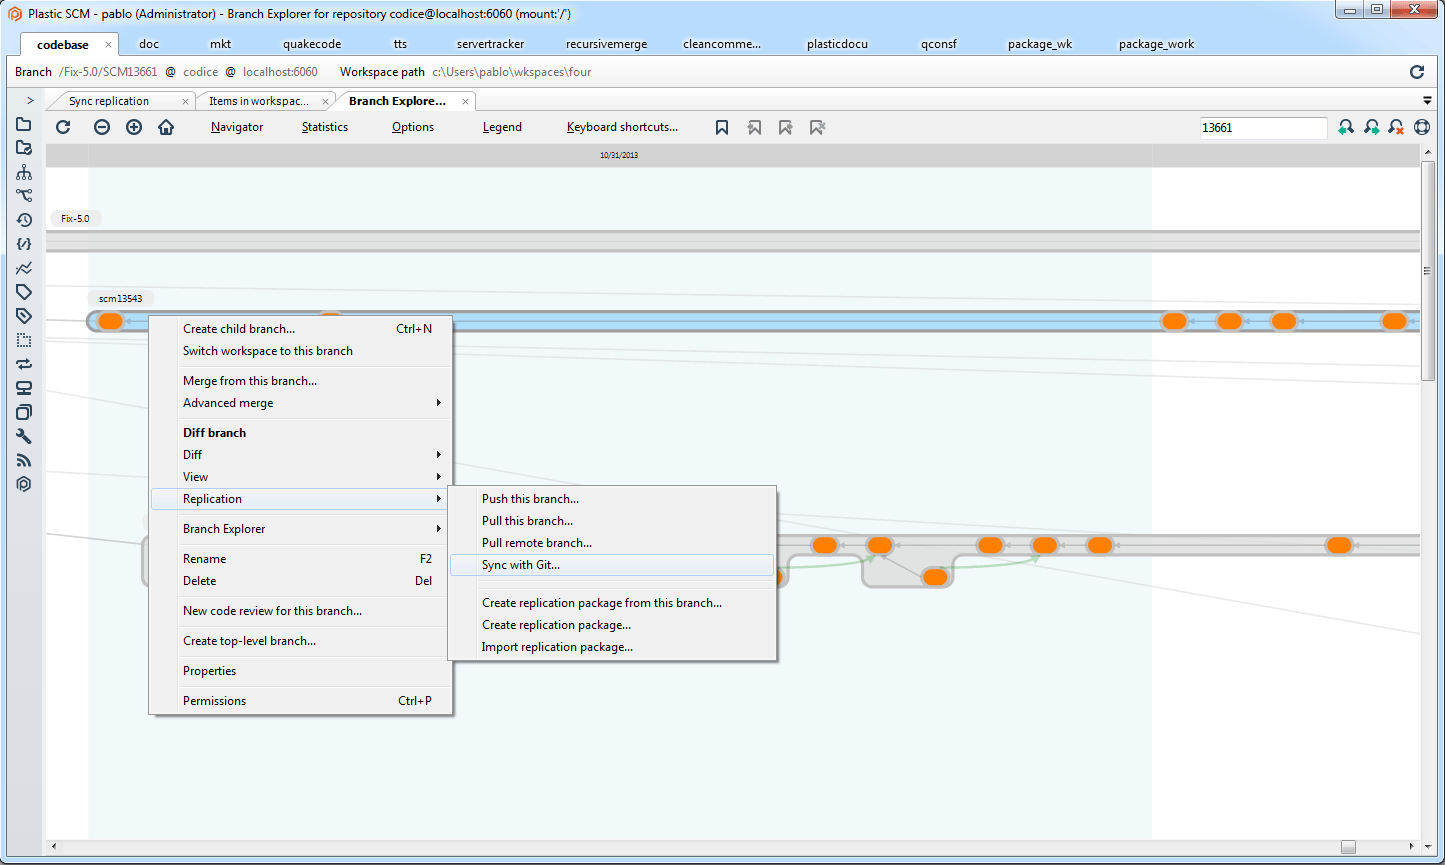 Plastic SCM - pablo (Administrator) - Branch Explorer for repository codice@localhost:6060 (mount:'/')
codebase doc mkt quakecode tts servertracker recursivemerge cleancomme... plasticdocu qconsf package_wk package_work
Branch /Fix-5.0/SCM13661 @ codice @ localhost:6060 Workspace path c:\Users\pablo\wkspaces\four
Sync replication Items in workspac... Branch Explore...
Navigator Statistics Options Legend Keyboard shortcuts... 13661
10/31/2013
Fix-5.0
scm13543
Create child branch... Ctrl+N
Switch workspace to this branch
Merge from this branch...
Advanced merge
Diff branch
Diff
View
Replication
Branch Explorer
Rename F2
Delete Del
New code review for this branch...
Create top-level branch...
Properties
Permissions Ctrl+P
Push this branch...
Pull this branch...
Pull remote branch...
Sync with Git...
Create replication package from this branch...
Create replication package...
Import replication package...